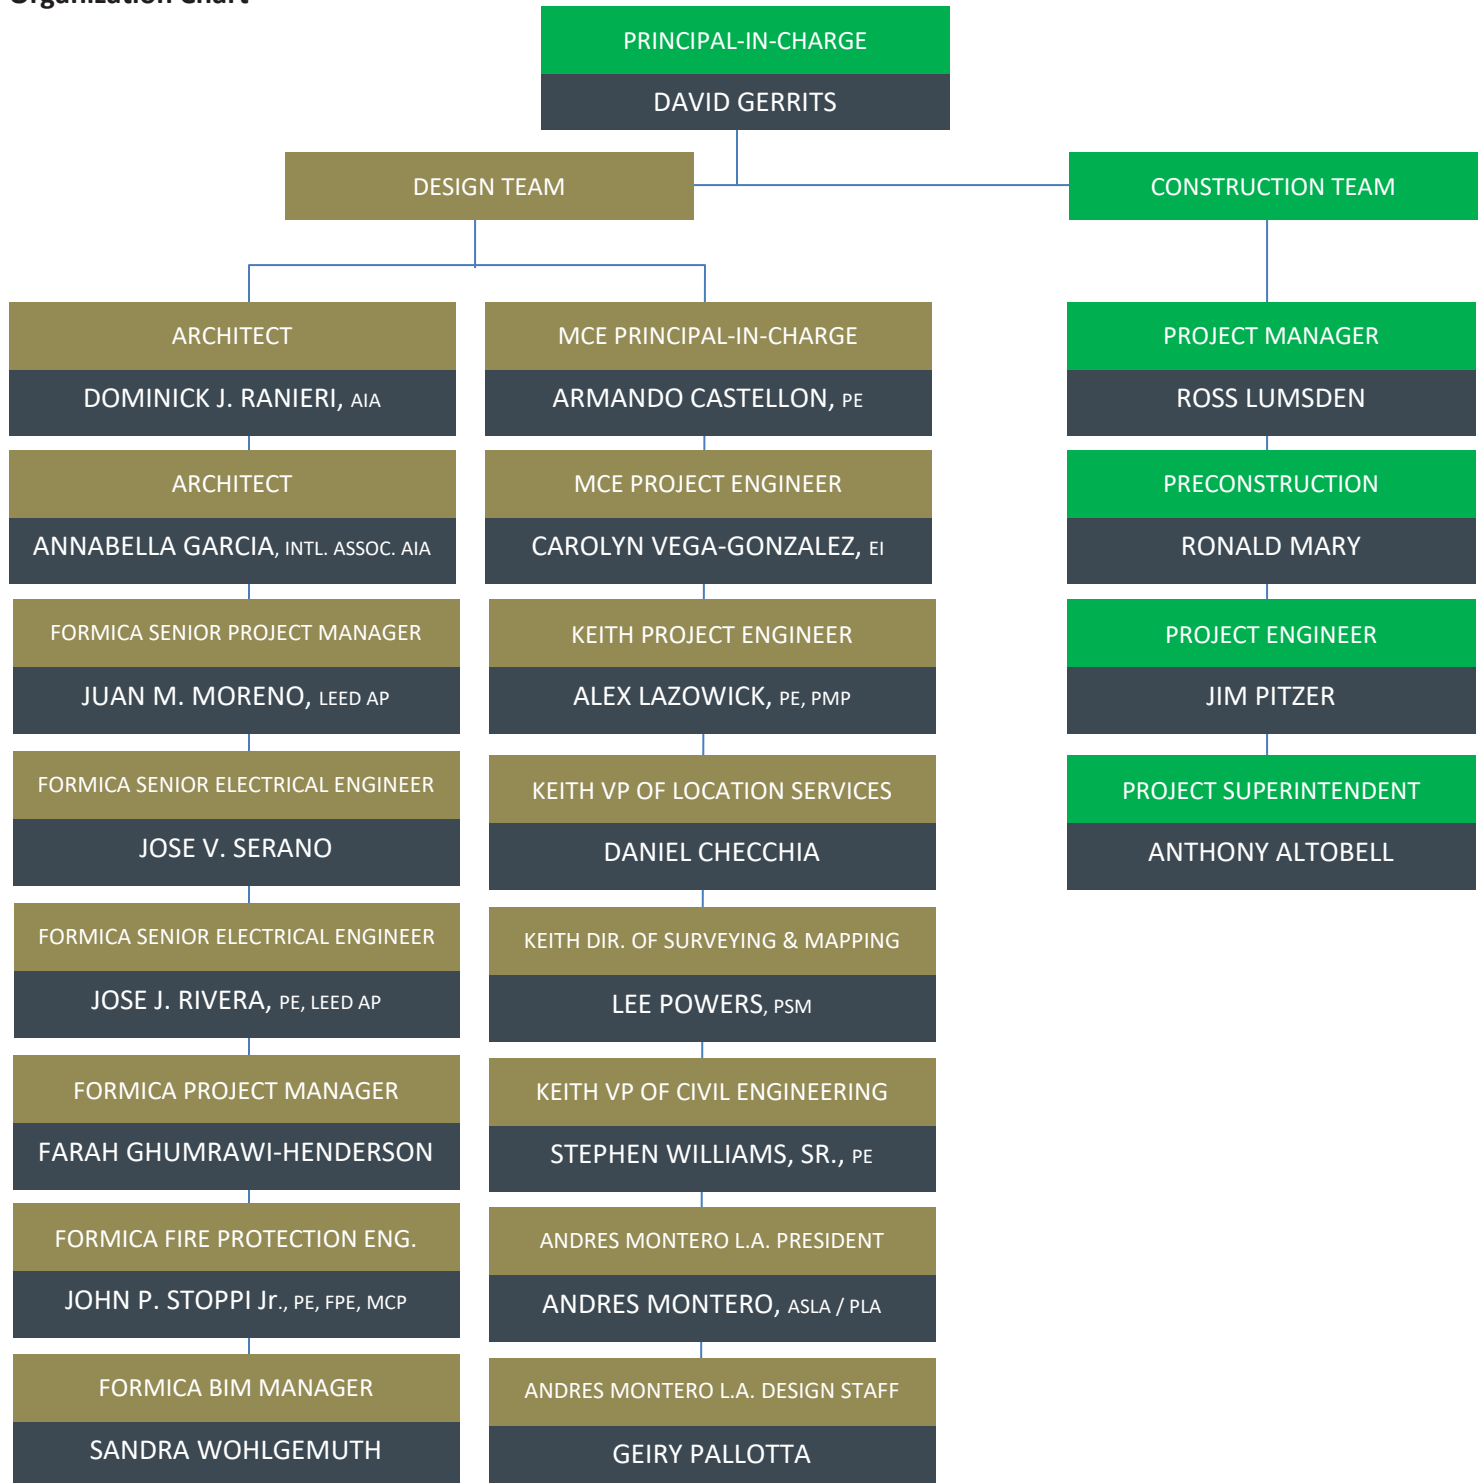 Organization Chart
PRINCIPAL-IN-CHARGE
DAVID GERRITS
DESIGN TEAM
CONSTRUCTION TEAM
ARCHITECT
DOMINICK J. RANIERI, AIA
ARCHITECT
ANNABELLA GARCIA, INTL. ASSOC. AIA
FORMICA SENIOR PROJECT MANAGER
JUAN M. MORENO, LEED AP
FORMICA SENIOR ELECTRICAL ENGINEER
JOSE V. SERANO
FORMICA SENIOR ELECTRICAL ENGINEER
JOSE J. RIVERA, PE, LEED AP
FORMICA PROJECT MANAGER
FARAH GHUMRAWI-HENDERSON
FORMICA FIRE PROTECTION ENG.
JOHN P. STOPPI Jr., PE, FPE, MCP
FORMICA BIM MANAGER
SANDRA WOHLGEMUTH
MCE PRINCIPAL-IN-CHARGE
ARMANDO CASTELLON, PE
MCE PROJECT ENGINEER
CAROLYN VEGA-GONZALEZ, EI
KEITH PROJECT ENGINEER
ALEX LAZOWICK, PE, PMP
KEITH VP OF LOCATION SERVICES
DANIEL CHECCHIA
KEITH DIR. OF SURVEYING & MAPPING
LEE POWERS, PSM
KEITH VP OF CIVIL ENGINEERING
STEPHEN WILLIAMS, SR., PE
ANDRES MONTERO L.A. PRESIDENT
ANDRES MONTERO, ASLA / PLA
ANDRES MONTERO L.A. DESIGN STAFF
GEIRY PALLOTTA
PROJECT MANAGER
ROSS LUMSDEN
PRECONSTRUCTION
RONALD MARY
PROJECT ENGINEER
JIM PITZER
PROJECT SUPERINTENDENT
ANTHONY ALTOBELL